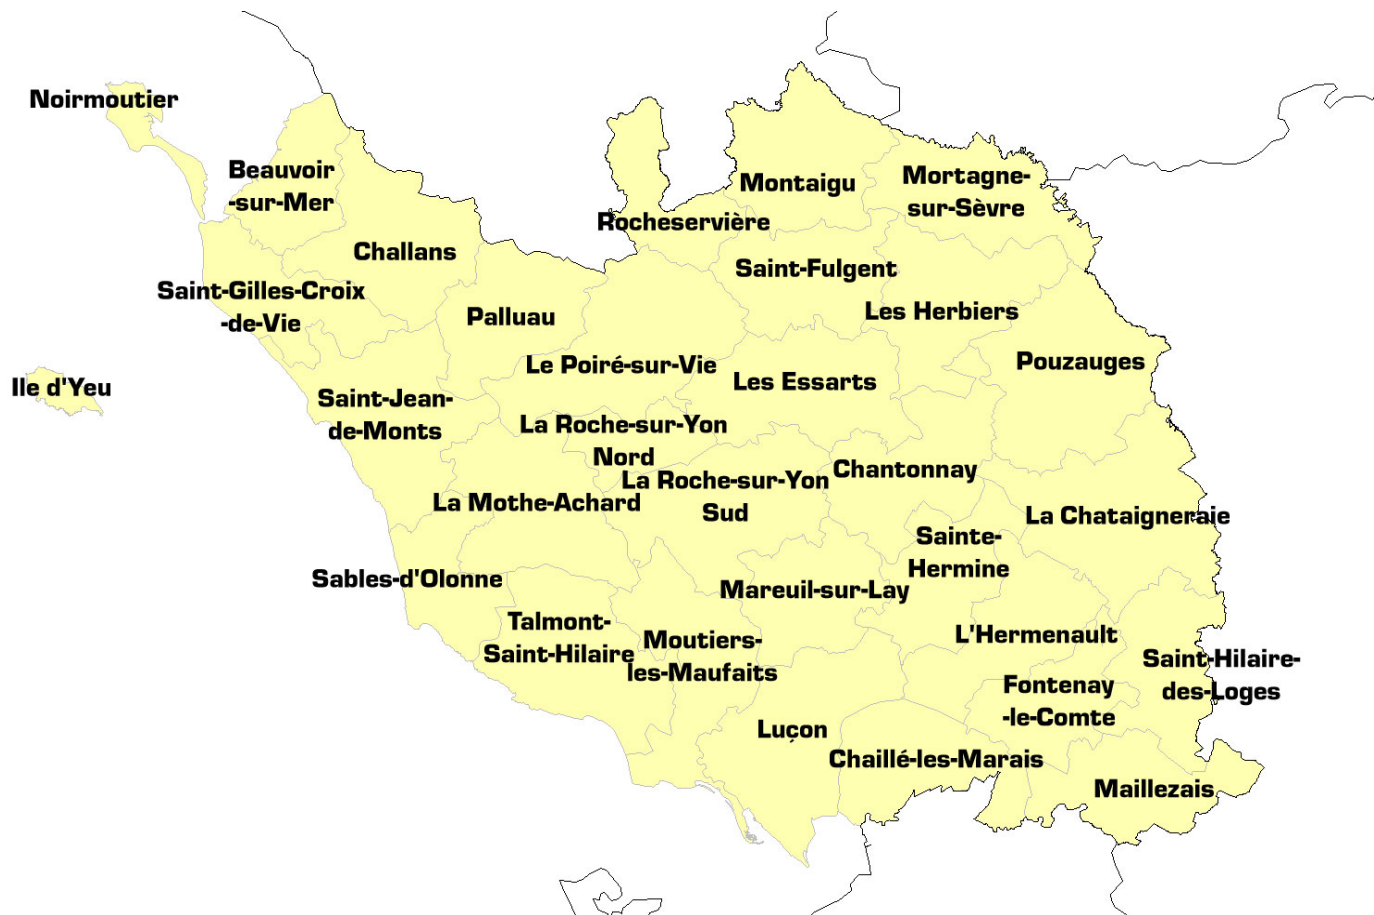 Noirmoutier
Beauvoir
-sur-Mer
Montaigu
Mortagne-
sur-Sèvre
Rocheservière
Challans
Saint-Fulgent
Saint-Gilles-Croix
-de-Vie
Palluau
Les Herbiers
Le Poiré-sur-Vie
Pouzauges
Ile d'Yeu
Les Essarts
Saint-Jean-
de-Monts
La Roche-sur-Yon
Nord
La Roche-sur-Yon
Sud
Chantonnay
La Mothe-Achard
La Chataigneraie
Sainte-
Hermine
Sables-d'Olonne
Mareuil-sur-Lay
Talmont-
Saint-Hilaire
Moutiers-
les-Maufaits
L'Hermenault
Saint-Hilaire-
des-Loges
Fontenay
-le-Comte
Luçon
Chaillé-les-Marais
Maillezais